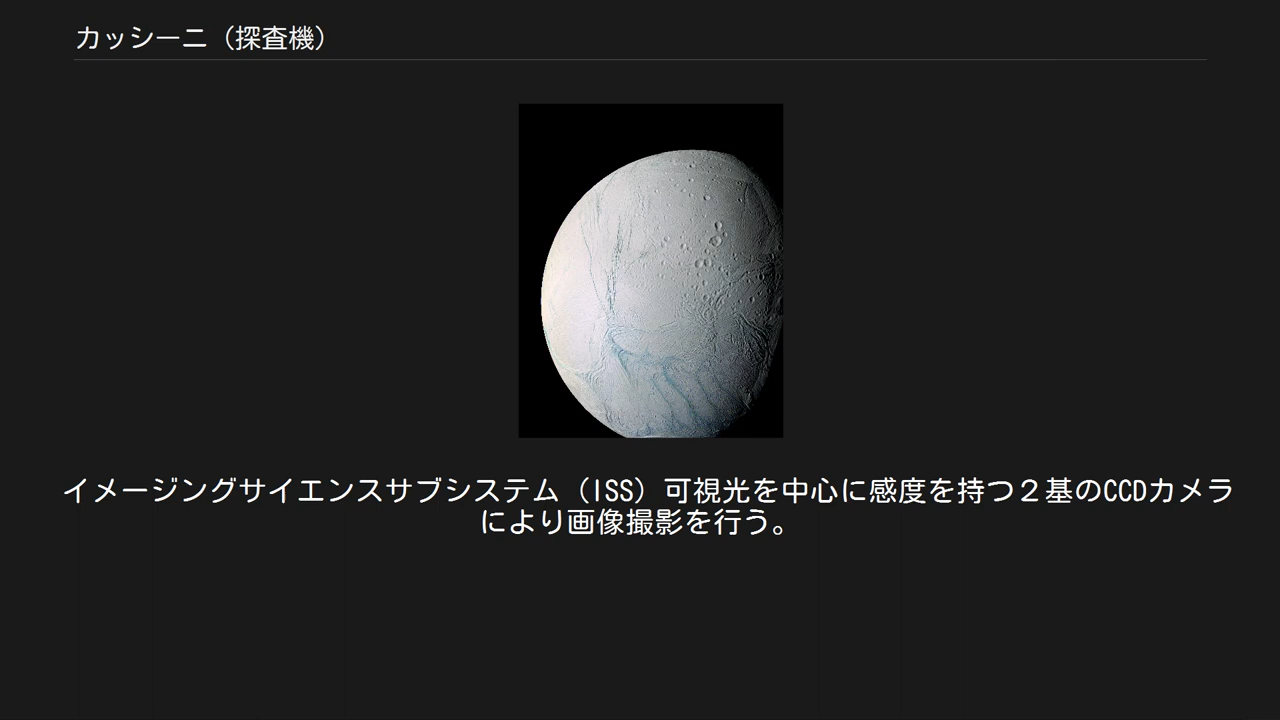 カッシーニ（探査機）
イメージングサイエンスサブシステム（ISS）可視光を中心に感度を持つ２基のCCDカメラ
により画像撮影を行う。